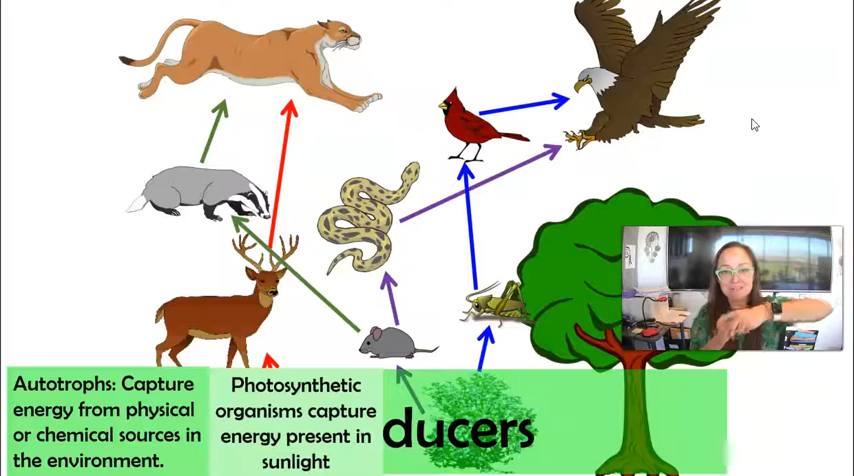 Autotrophs: Capture
energy from physical
or chemical sources in
the environment.
Photosynthetic
organisms capture
energy present in
sunlight
ducers